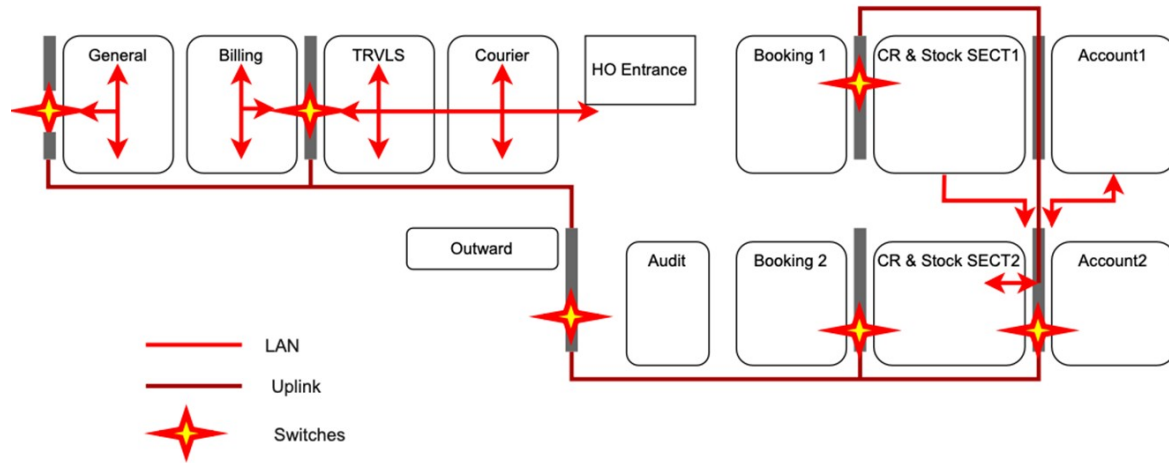 General
Billing
TRVLS
Courier
HO Entrance
Booking 1
CR & Stock SECT1
Account1
Outward
Audit
Booking 2
CR & Stock SECT2
Account2
LAN
Uplink
Switches